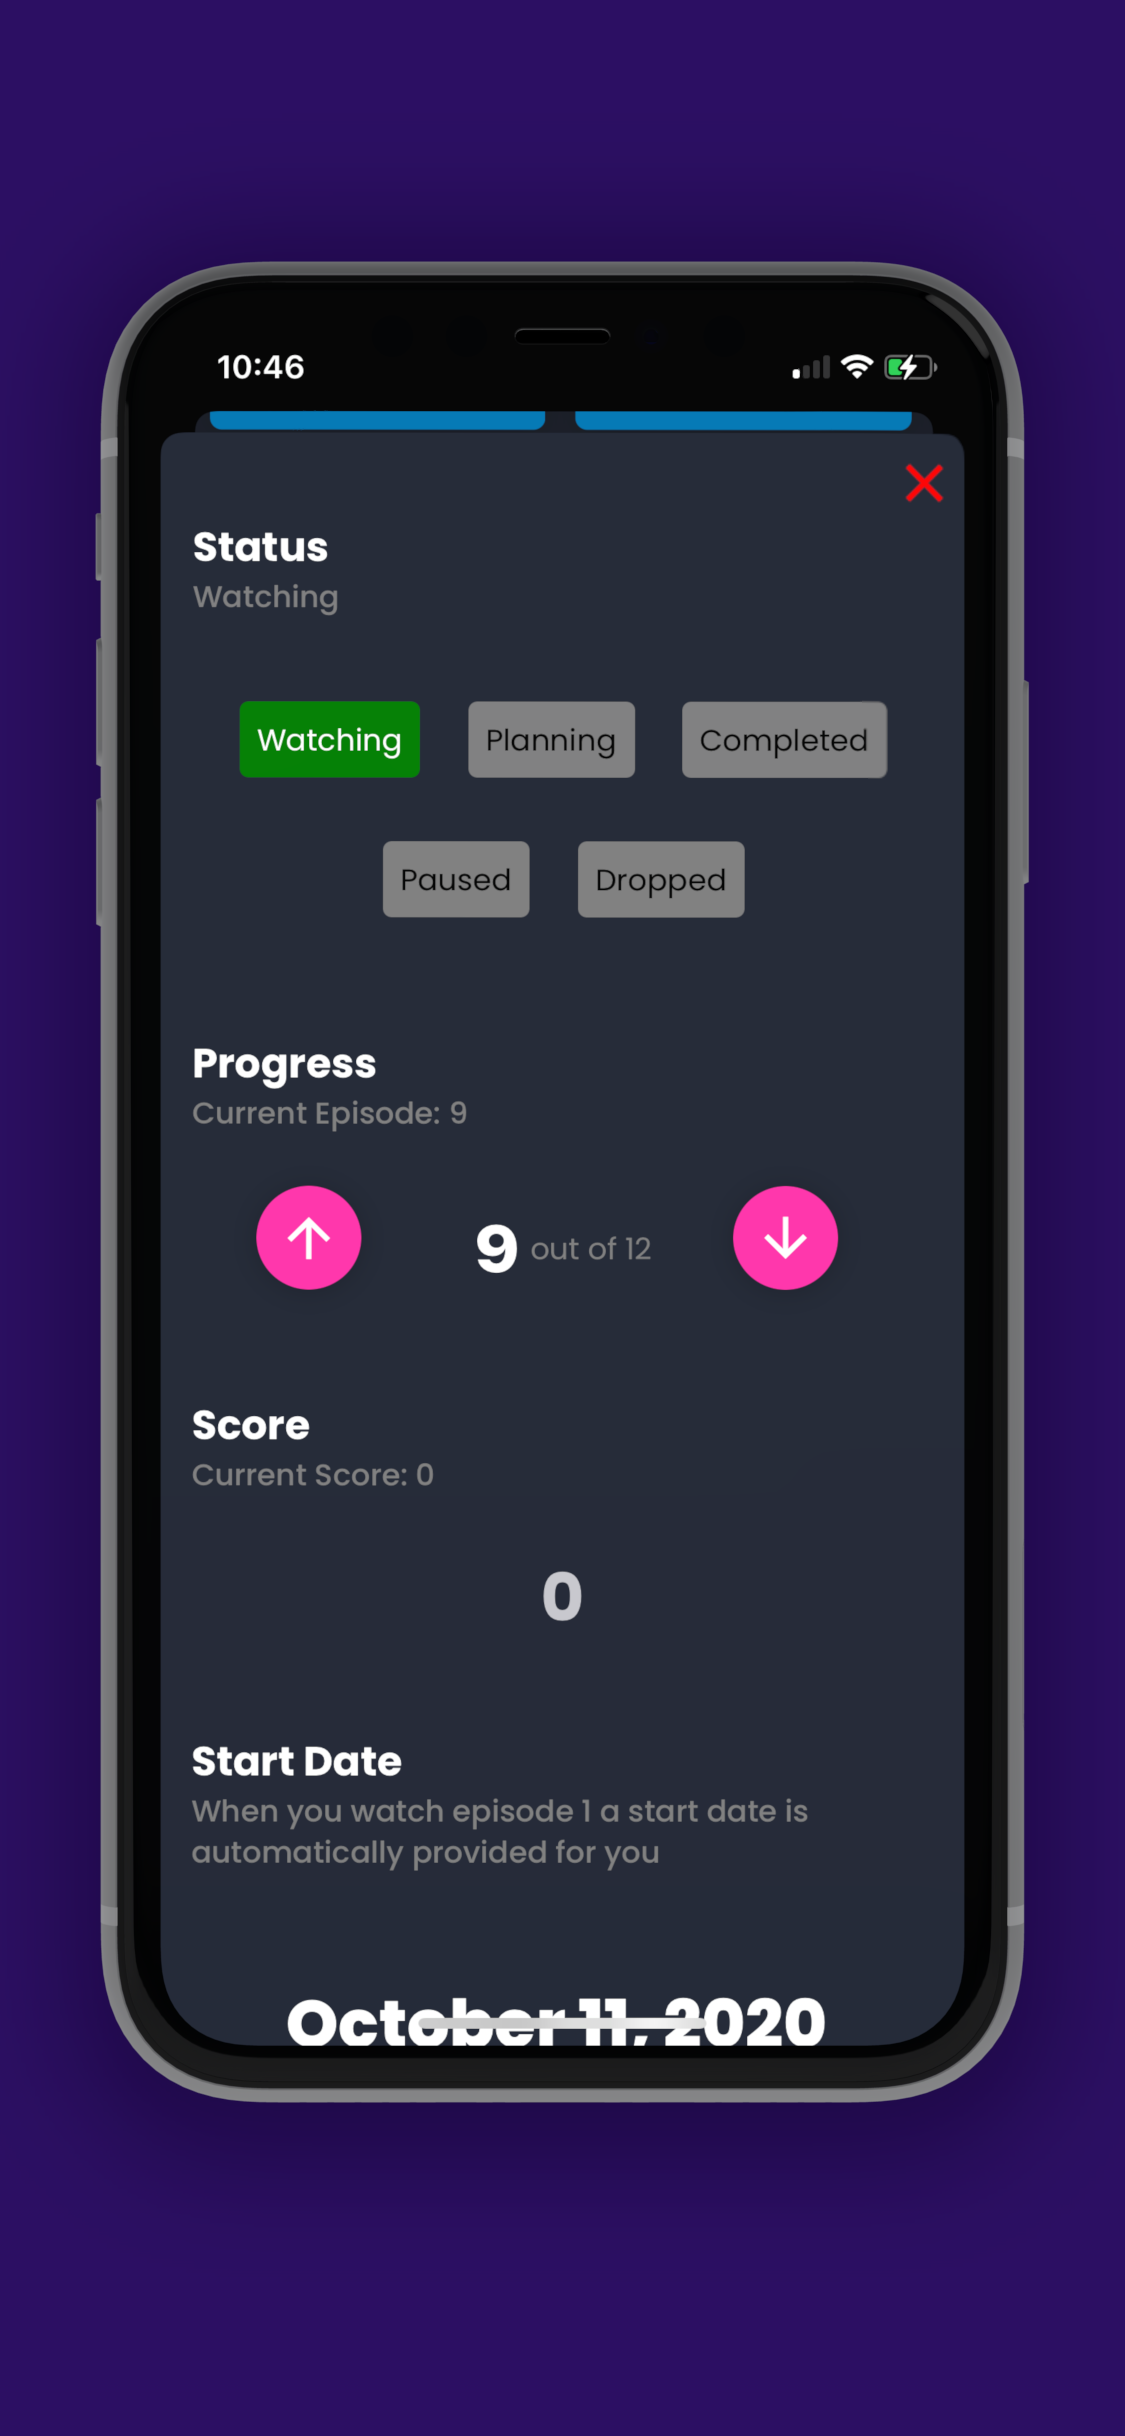 10:46
Status
Watching
Watching Planning Completed
Paused Dropped
Progress
Current Episode: 9
9 out of 12
Score
Current Score: 0
0
Start Date
When you watch episode 1 a start date is
automatically provided for you
October 11, 2020